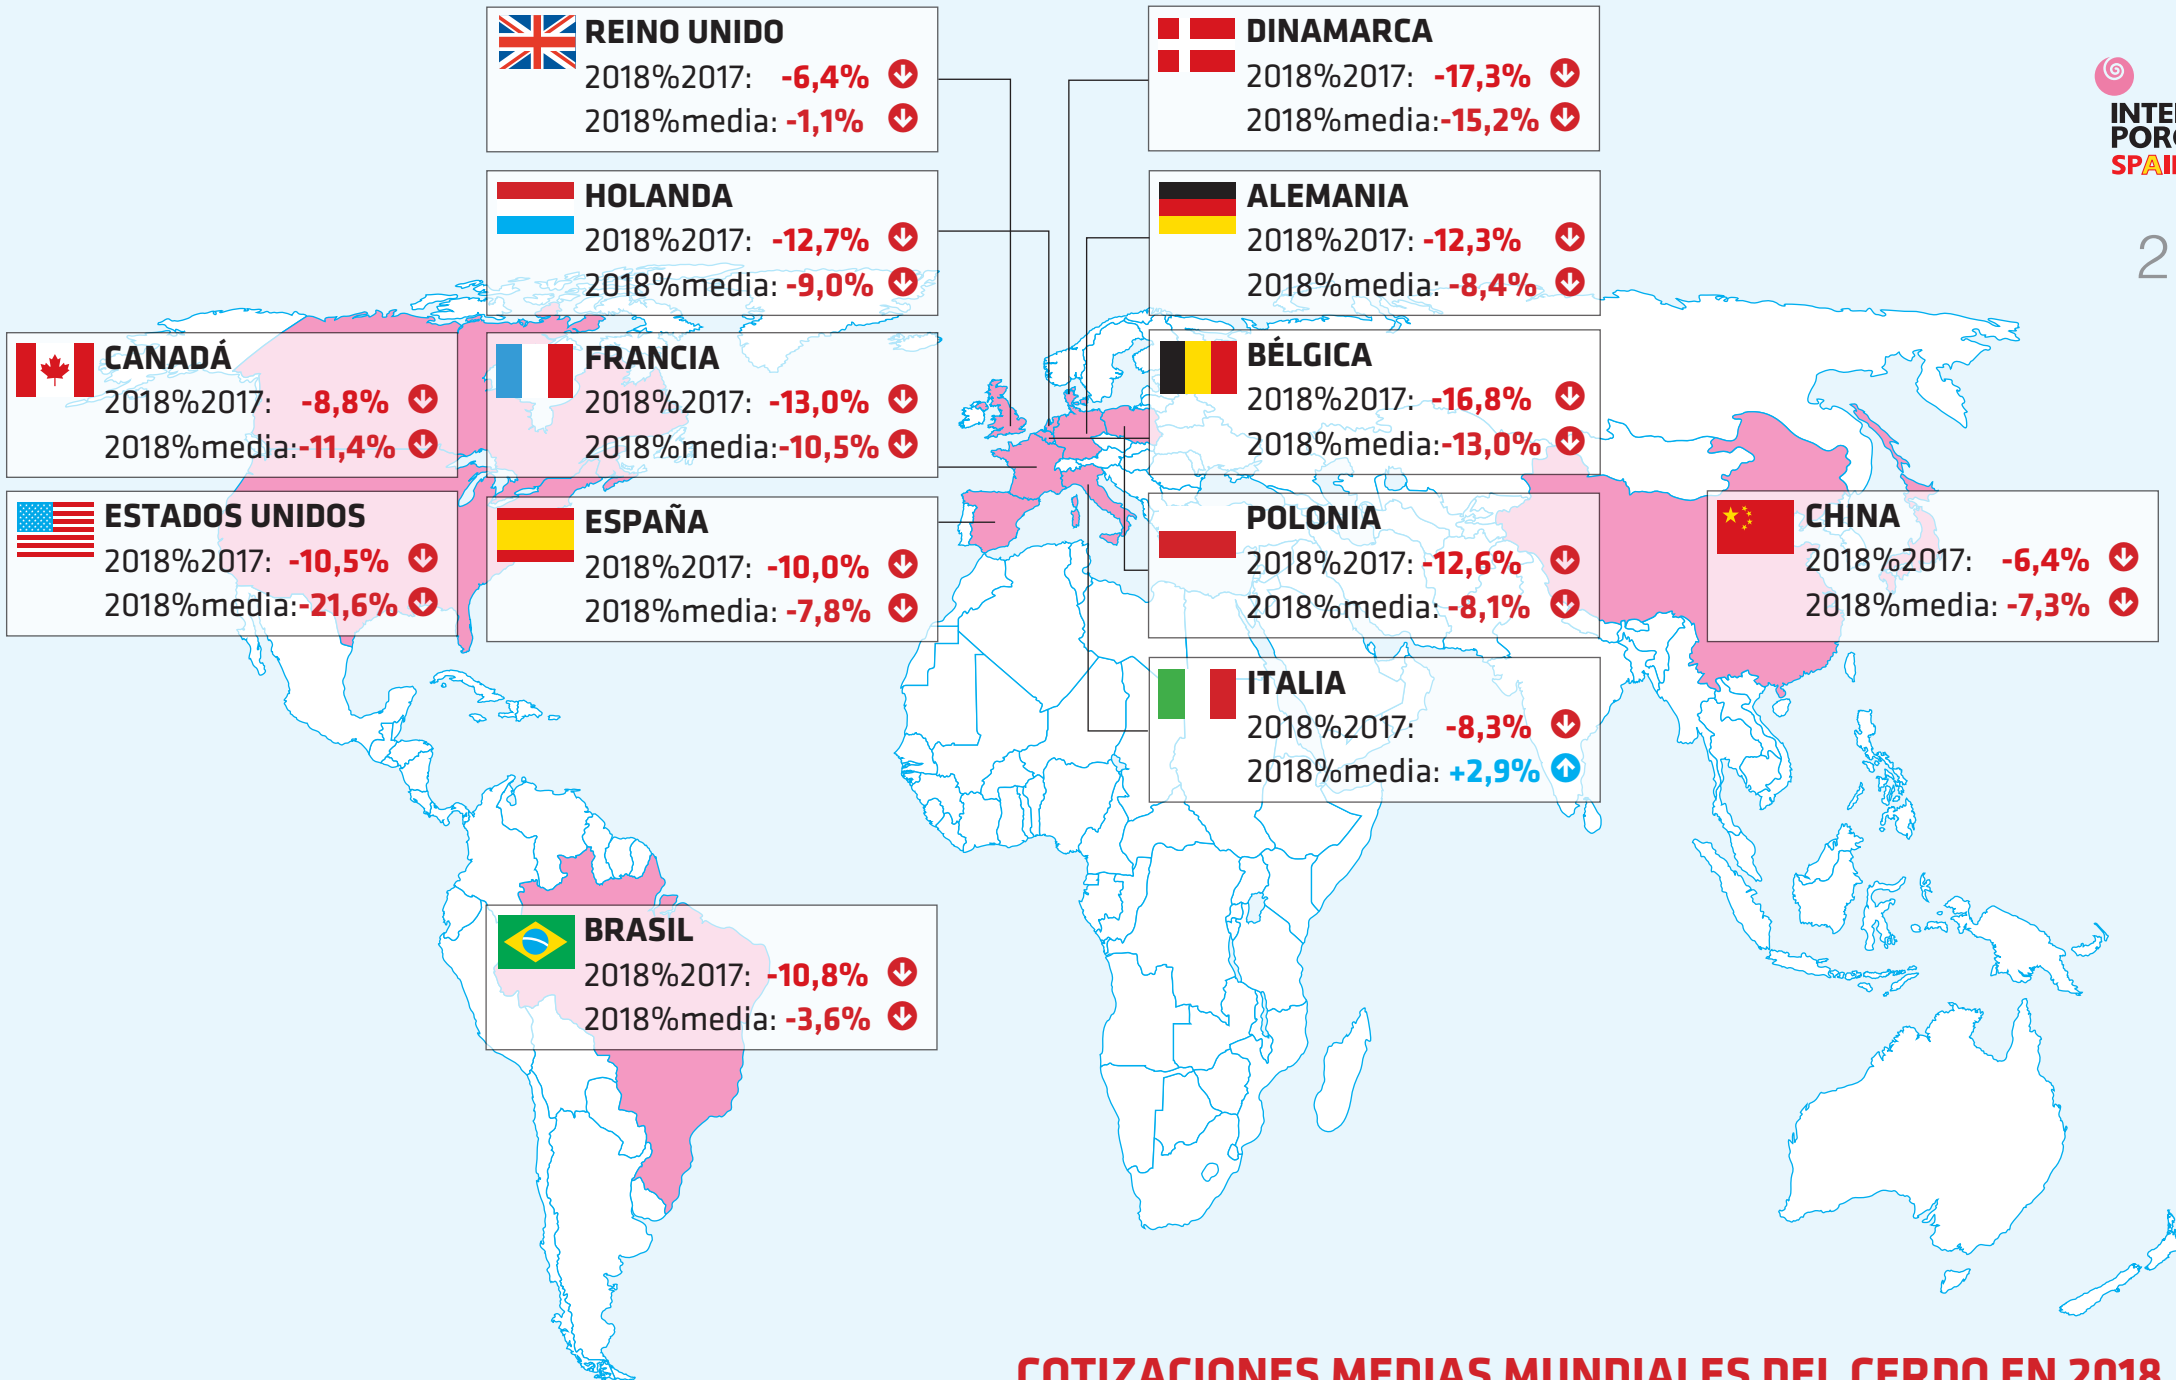 REINO UNIDO
2018%2017: -6,4%
2018%media: -1,1%
DINAMARCA
2018%2017: -17,3%
2018%media:-15,2%
HOLANDA
2018%2017: -12,7%
2018%media: -9,0%
ALEMANIA
2018%2017: -12,3%
2018%media: -8,4%
CANADÁ
2018%2017: -8,8%
2018%media:-11,4%
FRANCIA
2018%2017: -13,0%
2018%media:-10,5%
BÉLGICA
2018%2017: -16,8%
2018%media:-13,0%
ESTADOS UNIDOS
2018%2017: -10,5%
2018%media:-21,6%
ESPAÑA
2018%2017: -10,0%
2018%media: -7,8%
POLONIA
2018%2017: -12,6%
2018%media: -8,1%
CHINA
2018%2017: -6,4%
2018%media: -7,3%
ITALIA
2018%2017: -8,3%
2018%media: +2,9%
BRASIL
2018%2017: -10,8%
2018%media: -3,6%
2
COTIZACIONES MEDIAS MUNDIALES DEL CERDO EN 2018